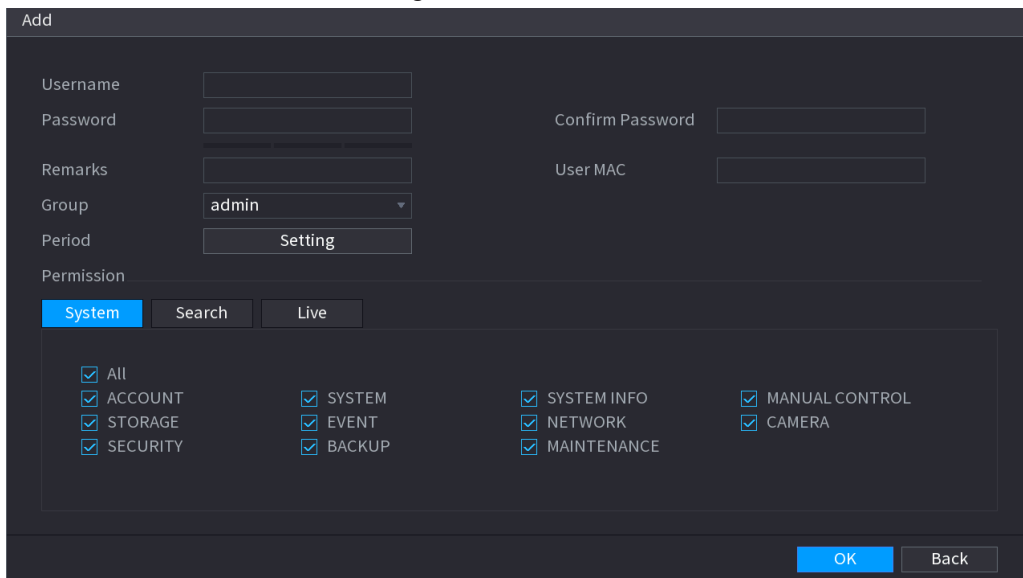 Add
Username
Password Confirm Password
Remarks User MAC
Group admin
Period Setting
Permission
System Search Live
All
ACCOUNT SYSTEM SYSTEM INFO MANUAL CONTROL
STORAGE EVENT NETWORK CAMERA
SECURITY BACKUP MAINTENANCE
OK Back